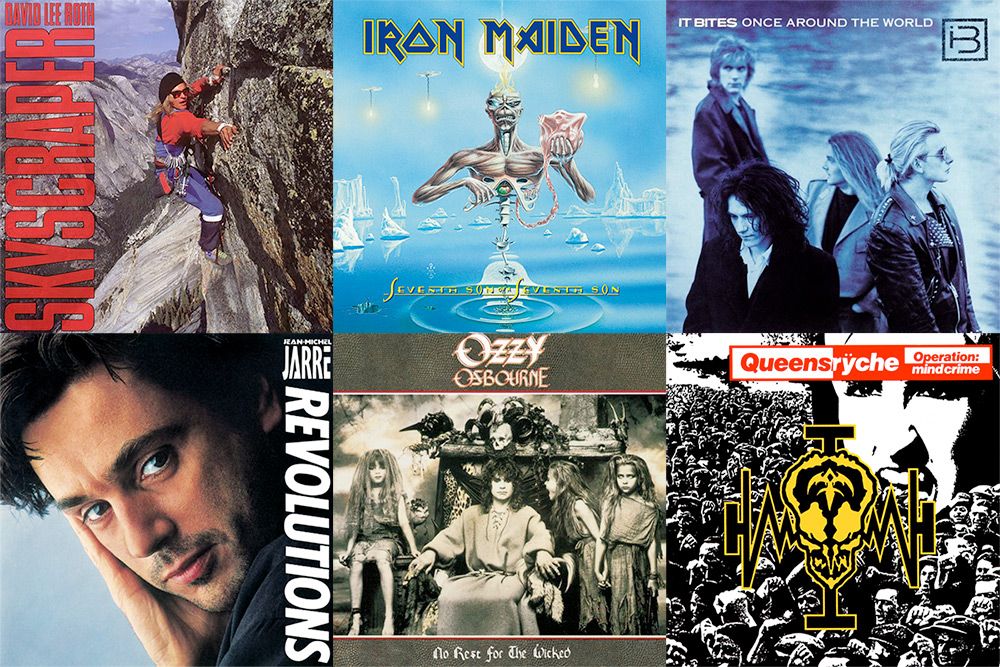 DAVID LEE ROTH
SKYSCRAPER
IRON MAIDEN
SEVENTH SON OF A SEVENTH SON
IT BITES ONCE AROUND THE WORLD
iB
JEAN-MICHEL
JARRE
REVOLUTIONS
OZZY
OSBOURNE
No Rest for The Wicked
Queensrÿche
Operation:
mindcrime